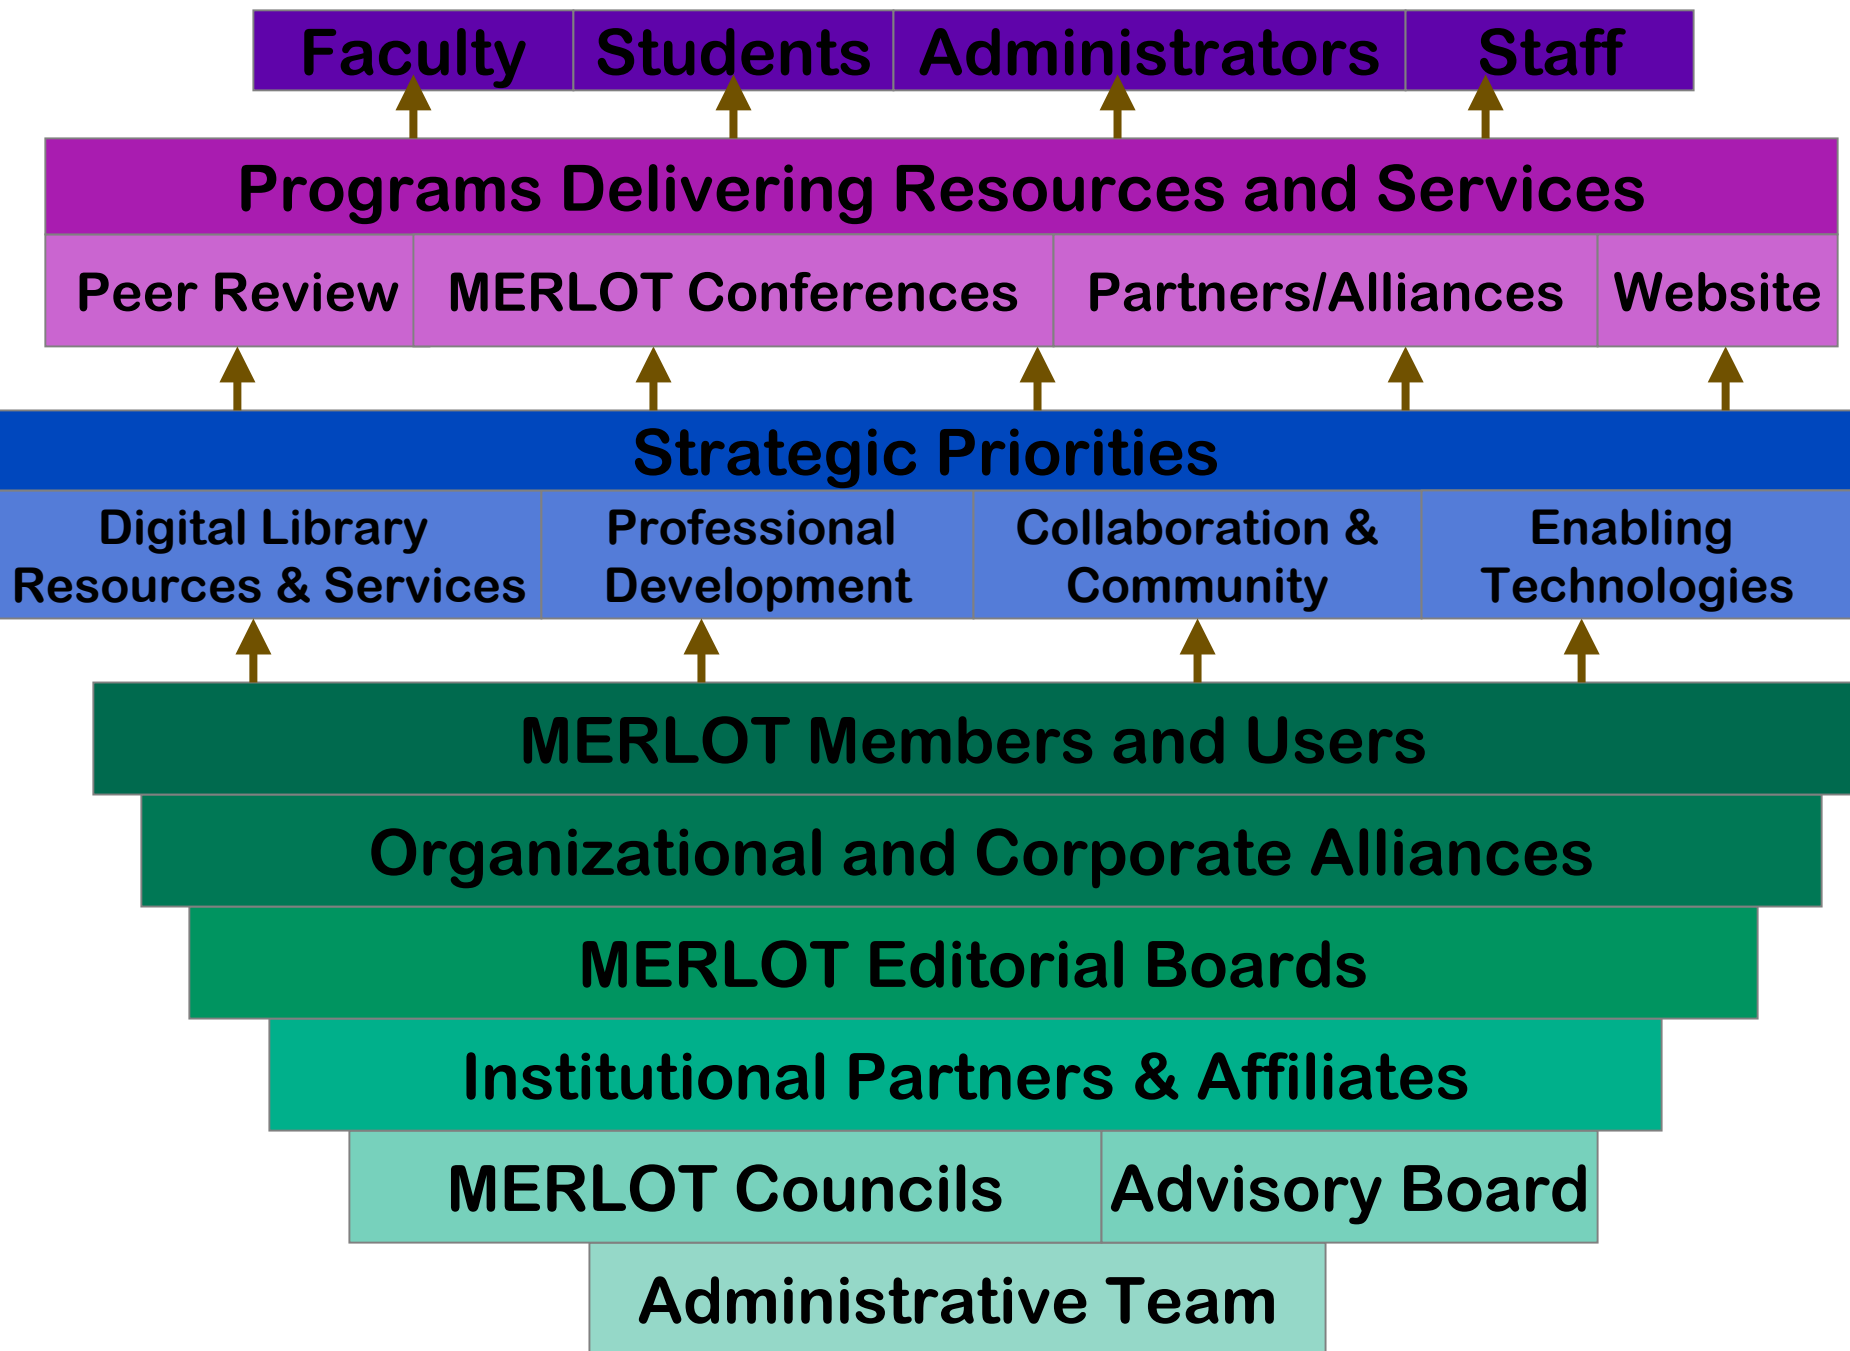 Faculty Students Administrators Staff
Programs Delivering Resources and Services
Peer Review MERLOT Conferences Partners/Alliances Website
Strategic Priorities
Digital Library
Resources & Services
Professional
Development
Collaboration &
Community
Enabling
Technologies
MERLOT Members and Users
Organizational and Corporate Alliances
MERLOT Editorial Boards
Institutional Partners & Affiliates
MERLOT Councils Advisory Board
Administrative Team